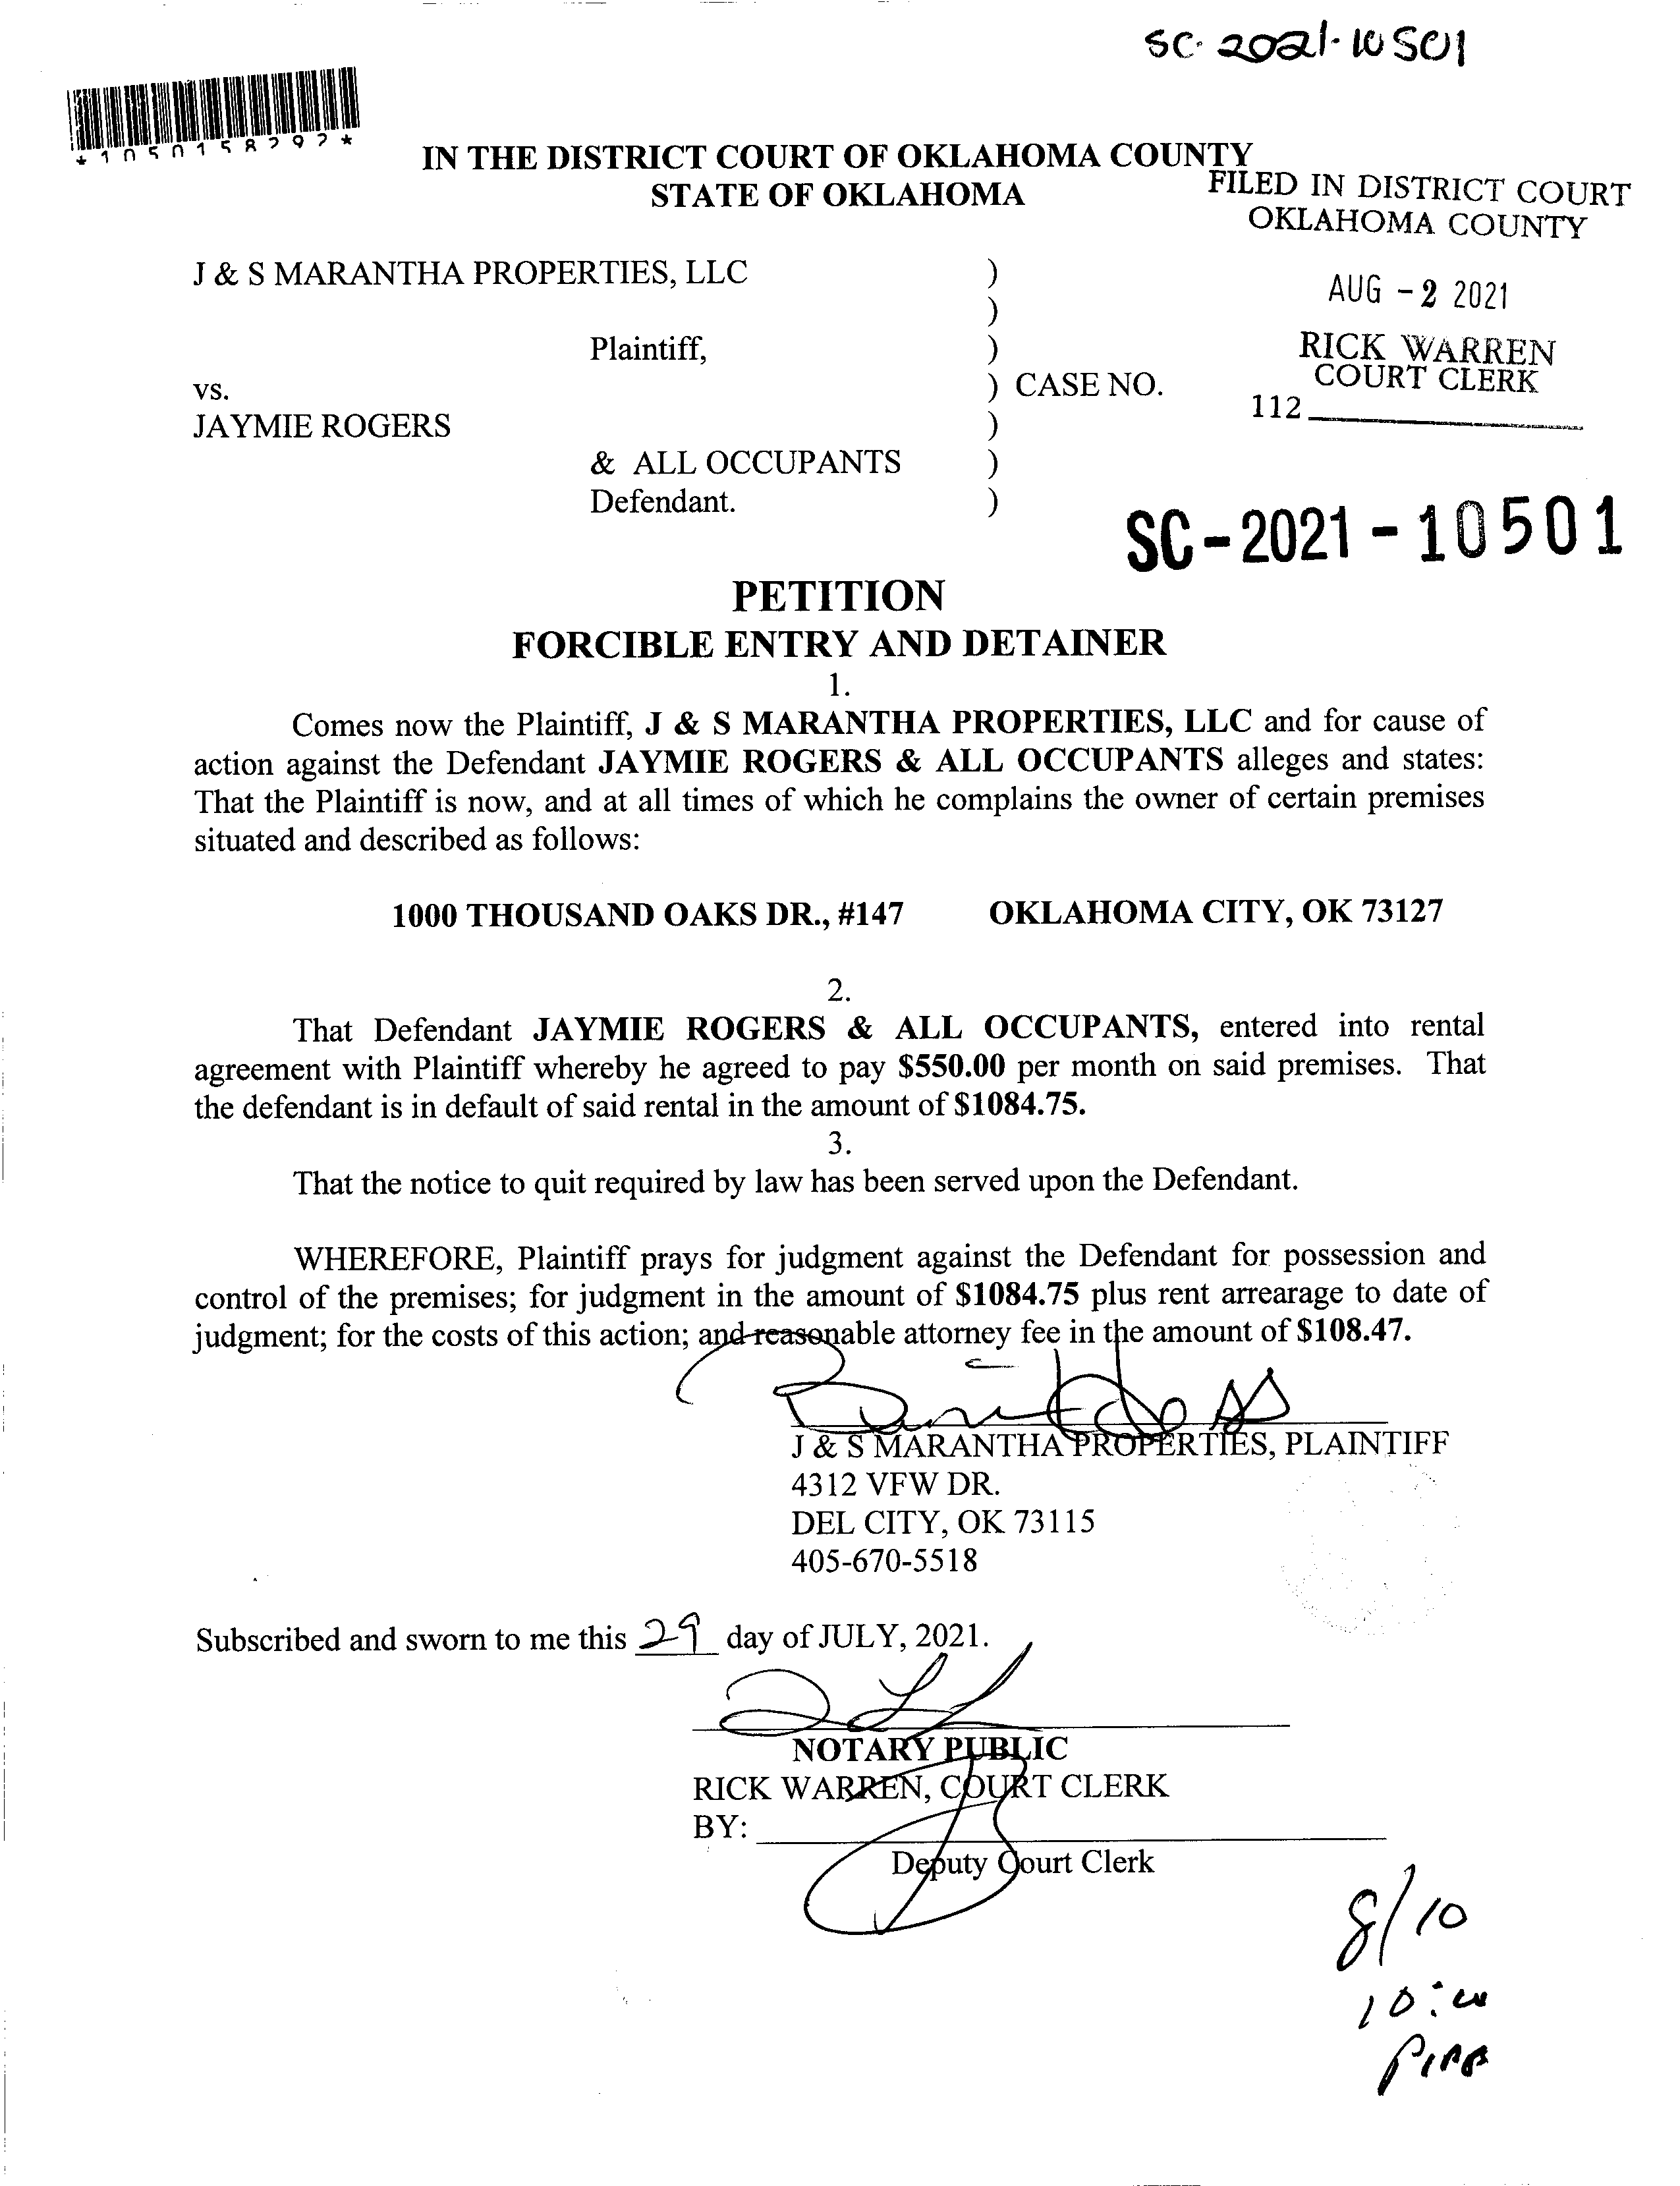 SC-2021-10501
*1050158292*
IN THE DISTRICT COURT OF OKLAHOMA COUNTY
STATE OF OKLAHOMA
FILED IN DISTRICT COURT
OKLAHOMA COUNTY
AUG - 2 2021
RICK WARREN
COURT CLERK
112
J & S MARANTHA PROPERTIES, LLC )
)
Plaintiff, )
vs. ) CASE NO.
JAYMIE ROGERS )
& ALL OCCUPANTS )
Defendant. )
SC-2021-10501
PETITION
FORCIBLE ENTRY AND DETAINER
1.
Comes now the Plaintiff, J & S MARANTHA PROPERTIES, LLC and for cause of
action against the Defendant JAYMIE ROGERS & ALL OCCUPANTS alleges and states:
That the Plaintiff is now, and at all times of which he complains the owner of certain premises
situated and described as follows:
1000 THOUSAND OAKS DR., #147 OKLAHOMA CITY, OK 73127
2.
That Defendant JAYMIE ROGERS & ALL OCCUPANTS, entered into rental
agreement with Plaintiff whereby he agreed to pay $550.00 per month on said premises. That
the defendant is in default of said rental in the amount of $1084.75.
3.
That the notice to quit required by law has been served upon the Defendant.
WHEREFORE, Plaintiff prays for judgment against the Defendant for possession and
control of the premises; for judgment in the amount of $1084.75 plus rent arrearage to date of
judgment; for the costs of this action; and reasonable attorney fee in the amount of $108.47.
J & S MARANTHA PROPERTIES, PLAINTIFF
4312 VFW DR.
DEL CITY, OK 73115
405-670-5518
Subscribed and sworn to me this 29 day of JULY, 2021.
NOTARY PUBLIC
RICK WARREN, COURT CLERK
BY:
Deputy Court Clerk
8/10